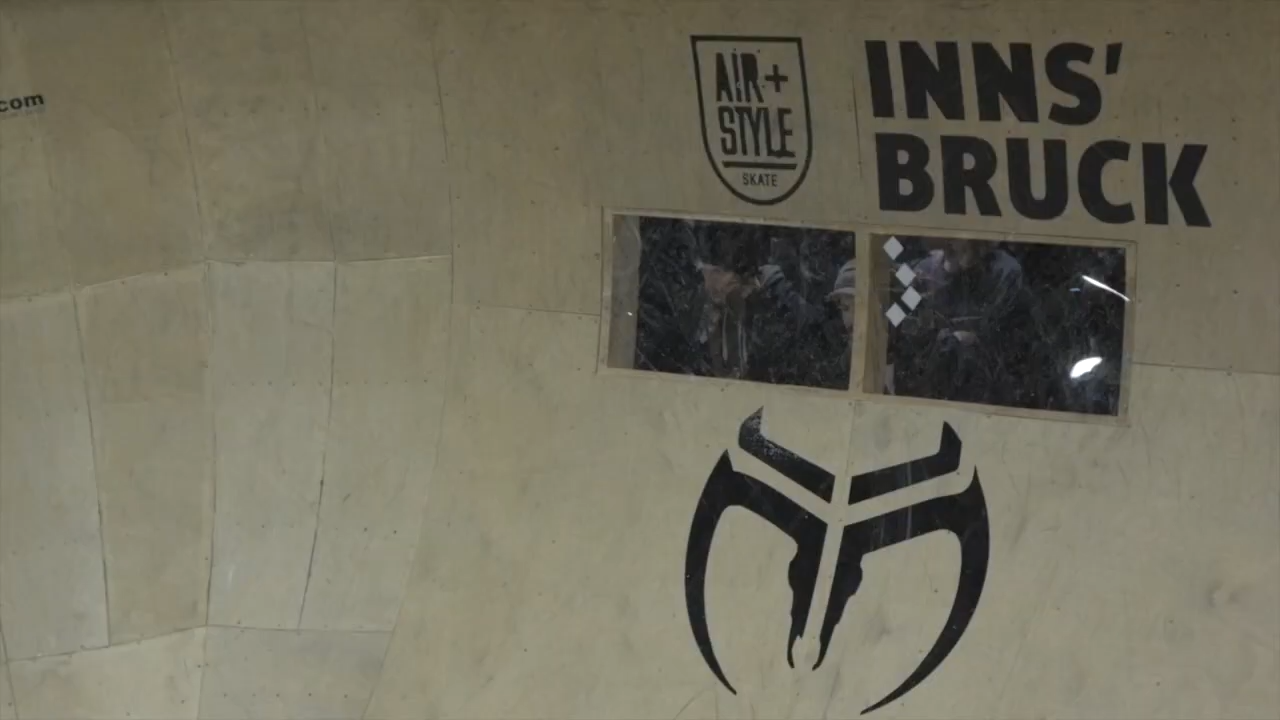 .com
AIR+
STYLE
SKATE
INNS'
BRUCK